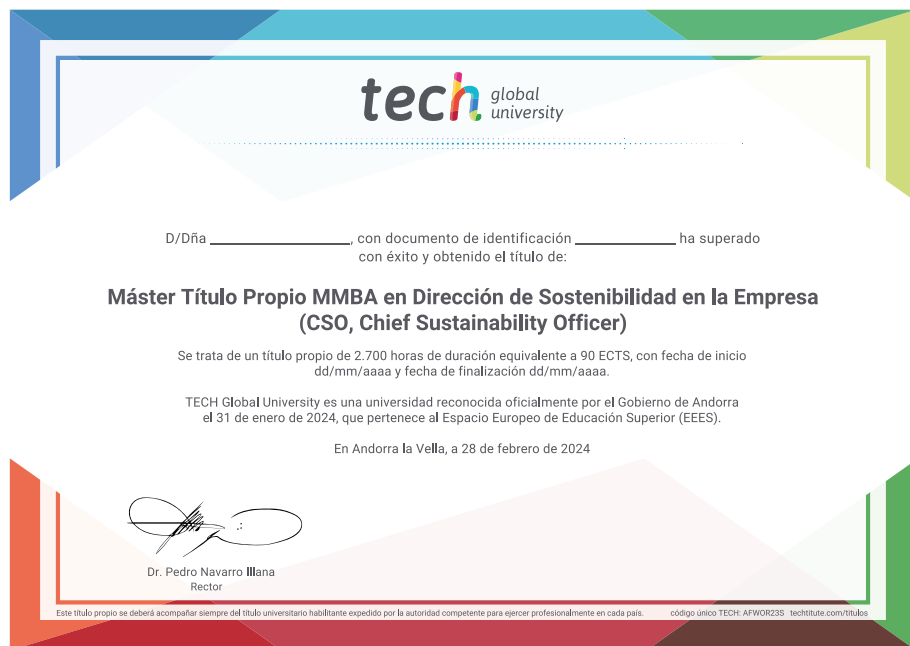 tech global university
D/Dña ____________________, con documento de identificación ______________ ha superado
con éxito y obtenido el título de:
Máster Título Propio MMBA en Dirección de Sostenibilidad en la Empresa
(CSO, Chief Sustainability Officer)
Se trata de un título propio de 2.700 horas de duración equivalente a 90 ECTS, con fecha de inicio
dd/mm/aaaa y fecha de finalización dd/mm/aaaa.
TECH Global University es una universidad reconocida oficialmente por el Gobierno de Andorra
el 31 de enero de 2024, que pertenece al Espacio Europeo de Educación Superior (EEES).
En Andorra la Vella, a 28 de febrero de 2024
Dr. Pedro Navarro Illana
Rector
Este título propio se deberá acompañar siempre del título universitario habilitante expedido por la autoridad competente para ejercer profesionalmente en cada país. código único TECH: AFWOR23S techtitute.com/titulos